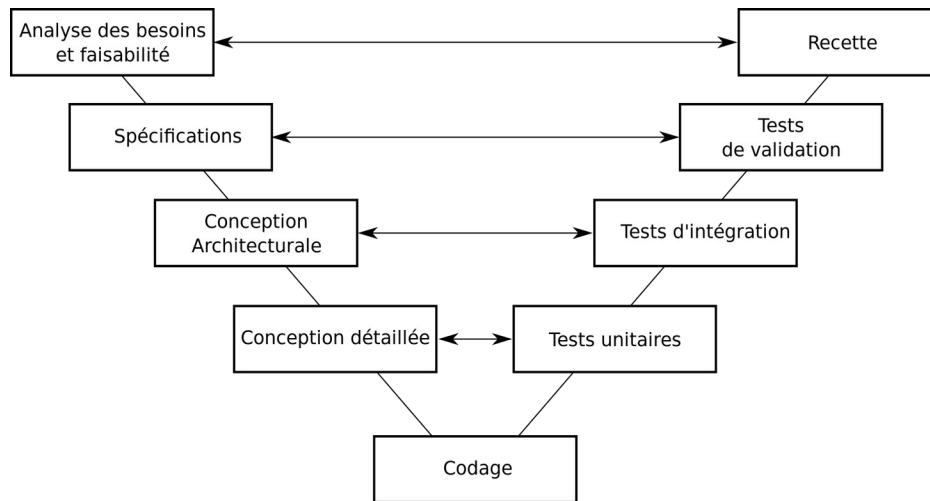 Analyse des besoins
et faisabilité
Recette
Spécifications
Tests
de validation
Conception
Architecturale
Tests d'intégration
Conception détaillée
Tests unitaires
Codage